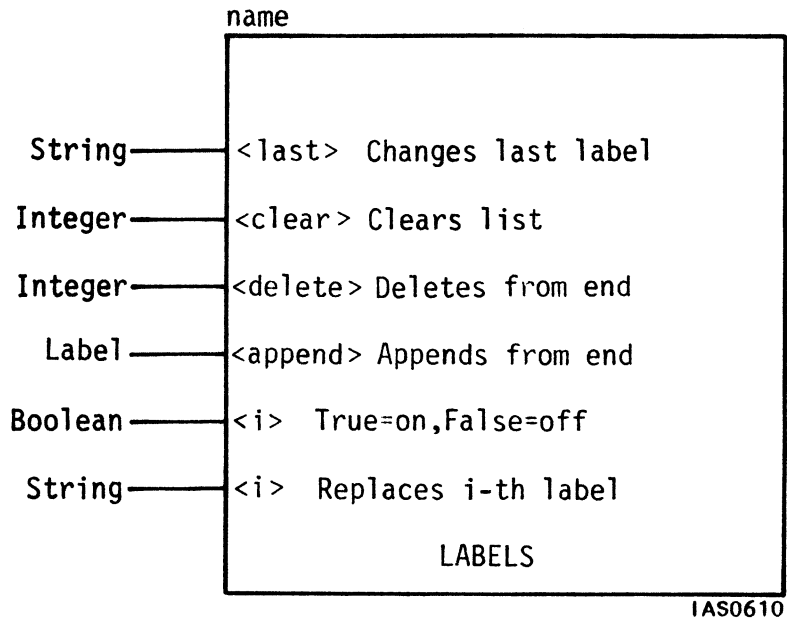 name
String <last> Changes last label
Integer <clear> Clears list
Integer <delete> Deletes from end
Label <append> Appends from end
Boolean <i> True=on,False=off
String <i> Replaces i-th label
LABELS
IAS0610